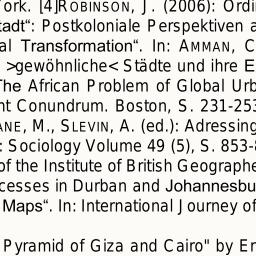 ork. [4]ROBINSON, J. (2006): Ordi
tadt“: Postkoloniale Perspektiven a
al Transformation“. In: AMMAN, C
>gewöhnliche< Städte und ihre E
The African Problem of Global Urb
nt Conundrum. Boston, S. 231-253
ANE, M., SLEVIN, A. (ed.): Adressing
: Sociology Volume 49 (5), S. 853-8
of the Institute of British Geographe
cesses in Durban and Johannesbu
Maps“. In: International Journal of
Pyramid of Giza and Cairo" by Er